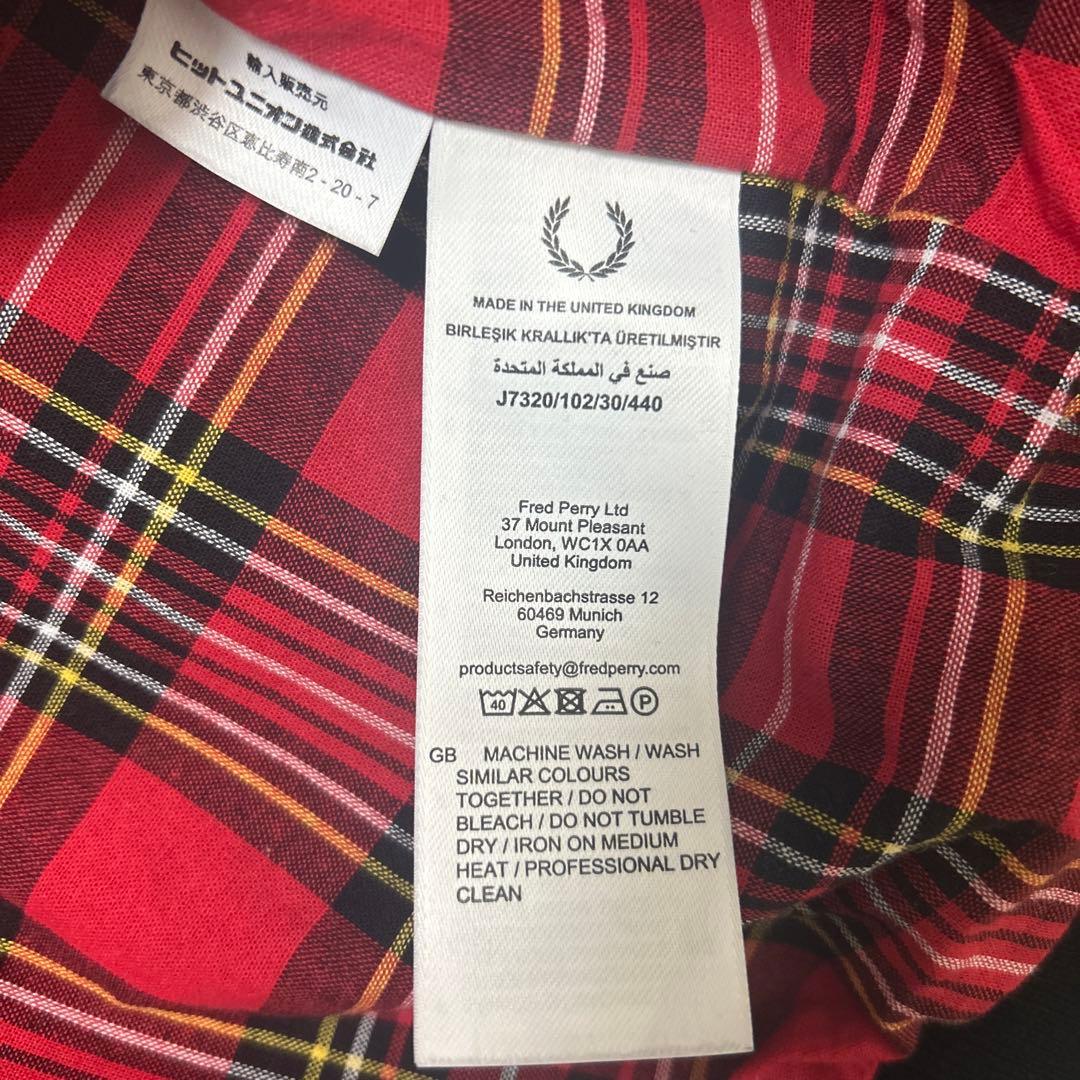 輸入販売元
ヒットユニオン株式会社
東京都渋谷区恵比寿南2-20-7
MADE IN THE UNITED KINGDOM
BIRLEŞIK KRALLIK'TA ÜRETILMIŞTIR
صنع في المملكة المتحدة
J7320/102/30/440
Fred Perry Ltd
37 Mount Pleasant
London, WC1X 0AA
United Kingdom
Reichenbachstrasse 12
60469 Munich
Germany
productsafety@fredperry.com
40 P
GB MACHINE WASH / WASH
SIMILAR COLOURS
TOGETHER / DO NOT
BLEACH / DO NOT TUMBLE
DRY / IRON ON MEDIUM
HEAT / PROFESSIONAL DRY
CLEAN